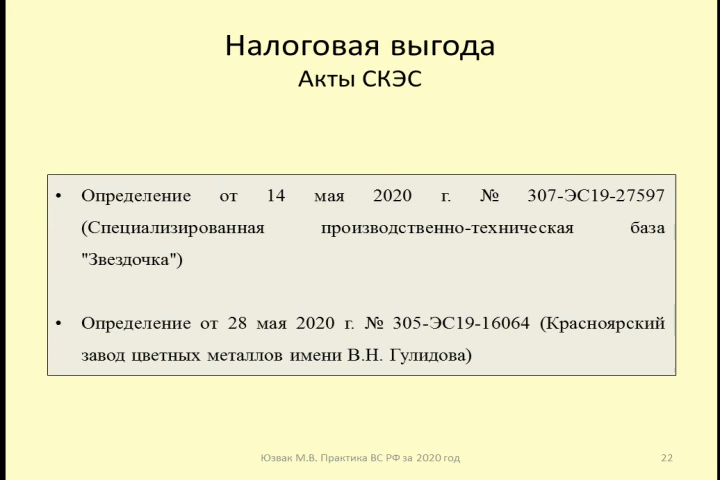 Налоговая выгода
Акты СКЭС
• Определение от 14 мая 2020 г. № 307-ЭС19-27597
(Специализированная производственно-техническая база
"Звездочка")
• Определение от 28 мая 2020 г. № 305-ЭС19-16064 (Красноярский
завод цветных металлов имени В.Н. Гулидова)
Юзвак М.В. Практика ВС РФ за 2020 год
22